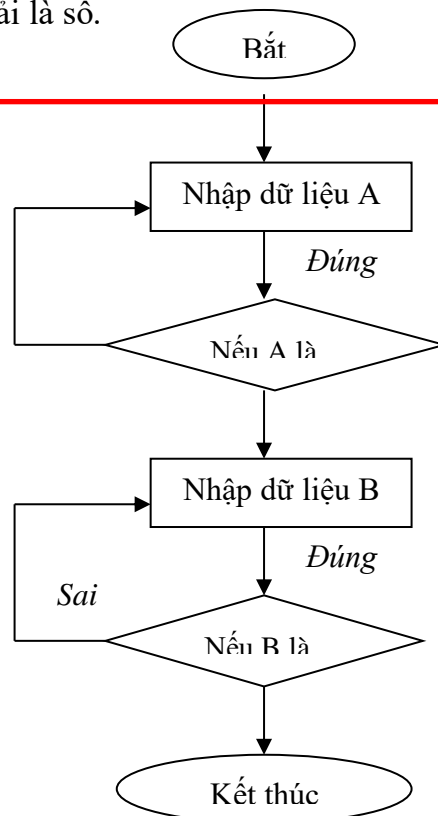 ải là số.
Bắt
Nhập dữ liệu A
Đúng
Nếu A là
Nhập dữ liệu B
Đúng
Sai
Nếu B là
Kết thúc